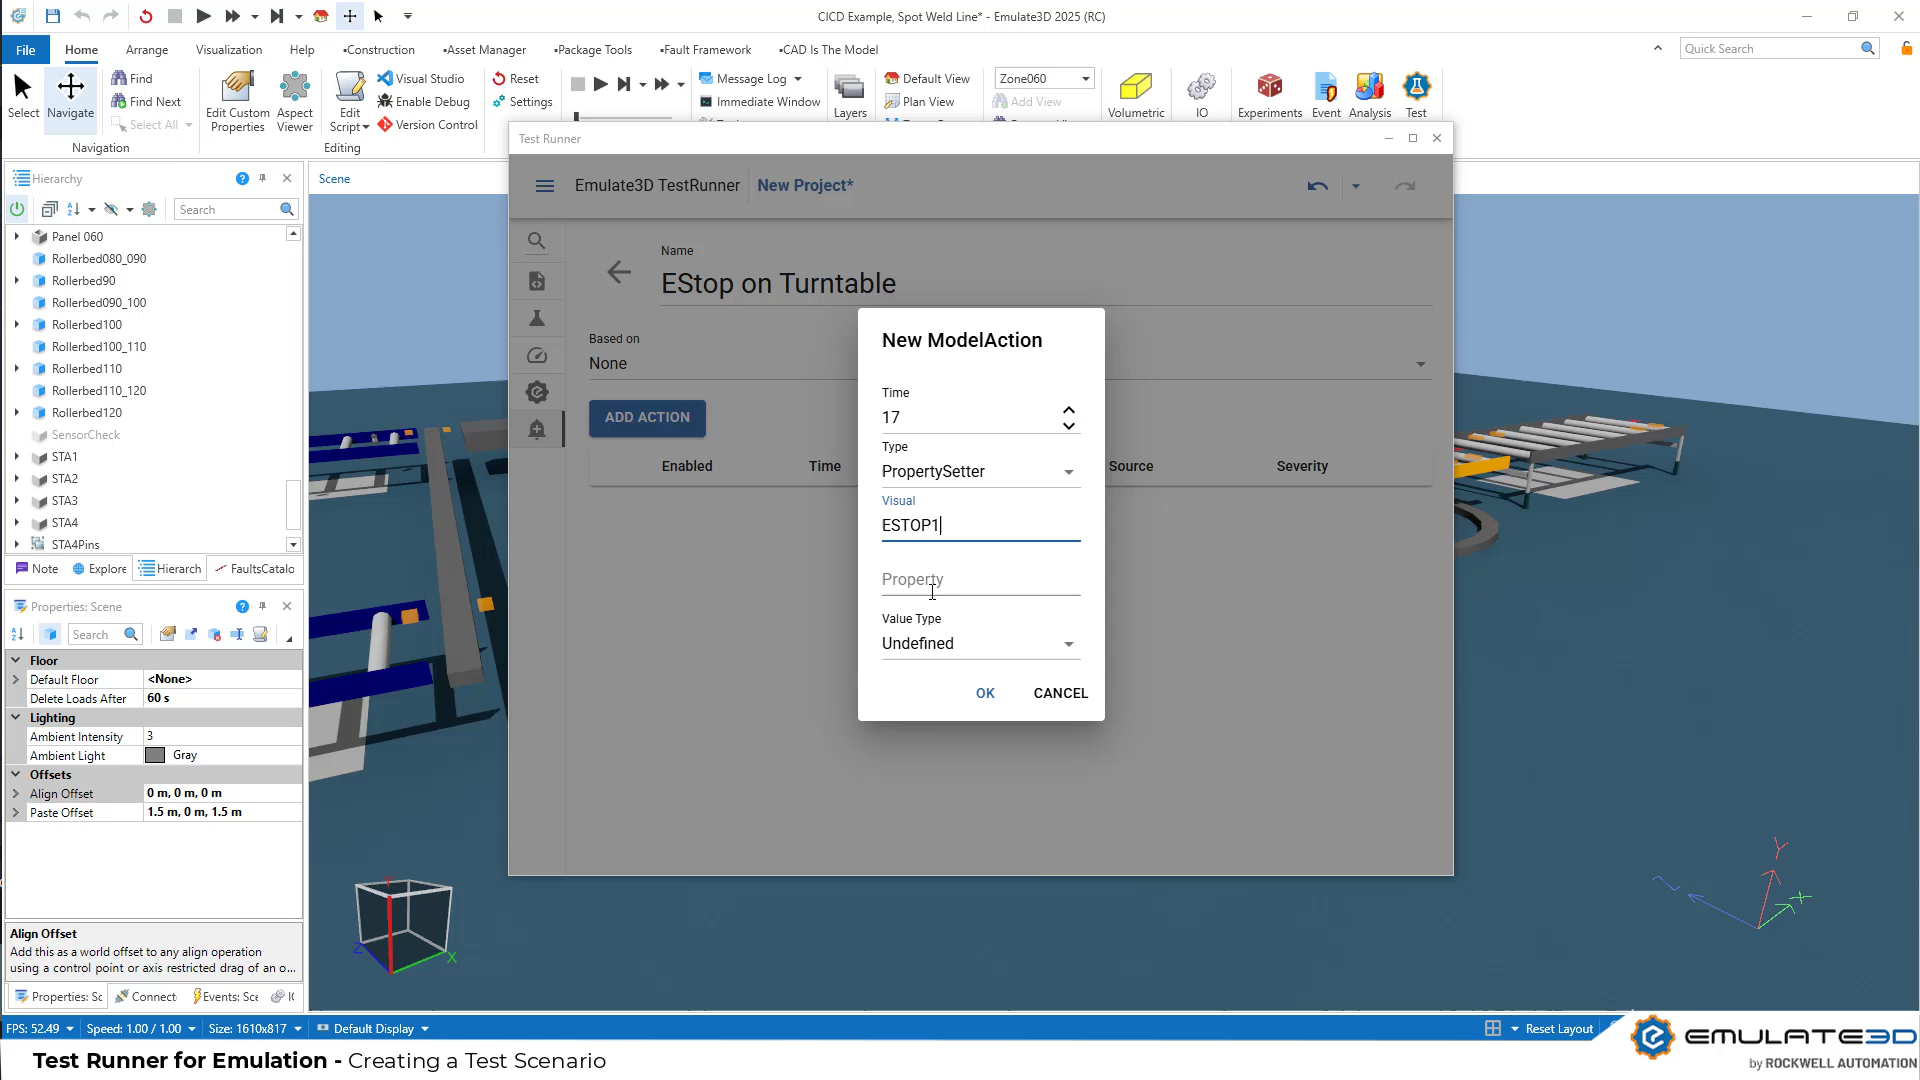 CICD Example, Spot Weld Line* - Emulate3D 2025 (RC)
File
Home
Arrange
Visualization
Help
•Construction
•Asset Manager
•Package Tools
•Fault Framework
•CAD Is The Model
Quick Search
Select
Navigate
Find
Find Next
Select All
Navigation
Edit Custom
Properties
Aspect
Viewer
Edit
Script
Visual Studio
Enable Debug
Version Control
Editing
Reset
Settings
Message Log
Immediate Window
Layers
Default View
Plan View
Zone060
Add View
Volumetric
IO
Experiments
Event
Analysis
Test
Hierarchy
Search
Panel 060
Rollerbed080_090
Rollerbed90
Rollerbed090_100
Rollerbed100
Rollerbed100_110
Rollerbed110
Rollerbed110_120
Rollerbed120
SensorCheck
STA1
STA2
STA3
STA4
STA4Pins
Note
Explore
Hierarch
FaultsCatalo
Properties: Scene
Search
Floor
Default Floor <None>
Delete Loads After 60 s
Lighting
Ambient Intensity 3
Ambient Light Gray
Offsets
Align Offset 0 m, 0 m, 0 m
Paste Offset 1.5 m, 0 m, 1.5 m
Align Offset
Add this as a world offset to any align operation
using a control point or axis restricted drag of an o...
Properties: Sc
Connect
Events: Sce
IC
Scene
Test Runner
Emulate3D TestRunner
New Project*
Name
EStop on Turntable
Based on
None
ADD ACTION
Enabled
Time
Source
Severity
New ModelAction
Time
17
Type
PropertySetter
Visual
ESTOP1
Property
Value Type
Undefined
OK
CANCEL
X
Y
Z
Y
X
FPS: 52.49
Speed: 1.00 / 1.00
Size: 1610x817
Default Display
Reset Layout
Test Runner for Emulation - Creating a Test Scenario
EMULATE3D
by ROCKWELL AUTOMATION